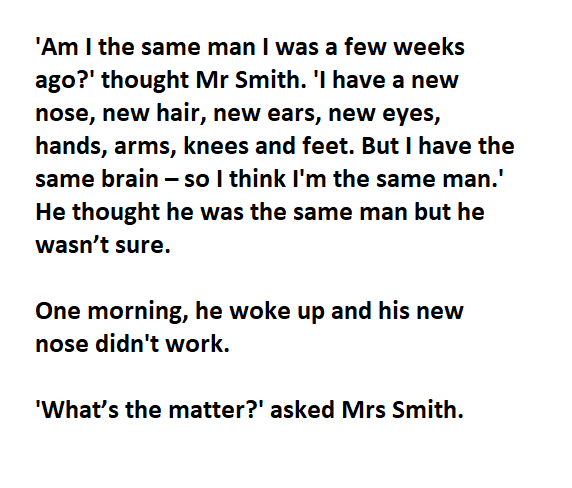 'Am I the same man I was a few weeks
ago?' thought Mr Smith. 'I have a new
nose, new hair, new ears, new eyes,
hands, arms, knees and feet. But I have the
same brain – so I think I'm the same man.'
He thought he was the same man but he
wasn’t sure.
One morning, he woke up and his new
nose didn't work.
'What’s the matter?' asked Mrs Smith.